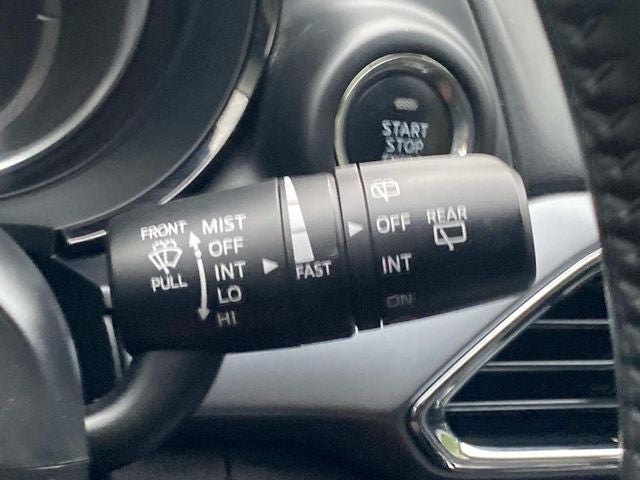 START
STOP
FRONT
PULL
MIST
OFF
INT
LO
HI
FAST
OFF
INT
ON
REAR